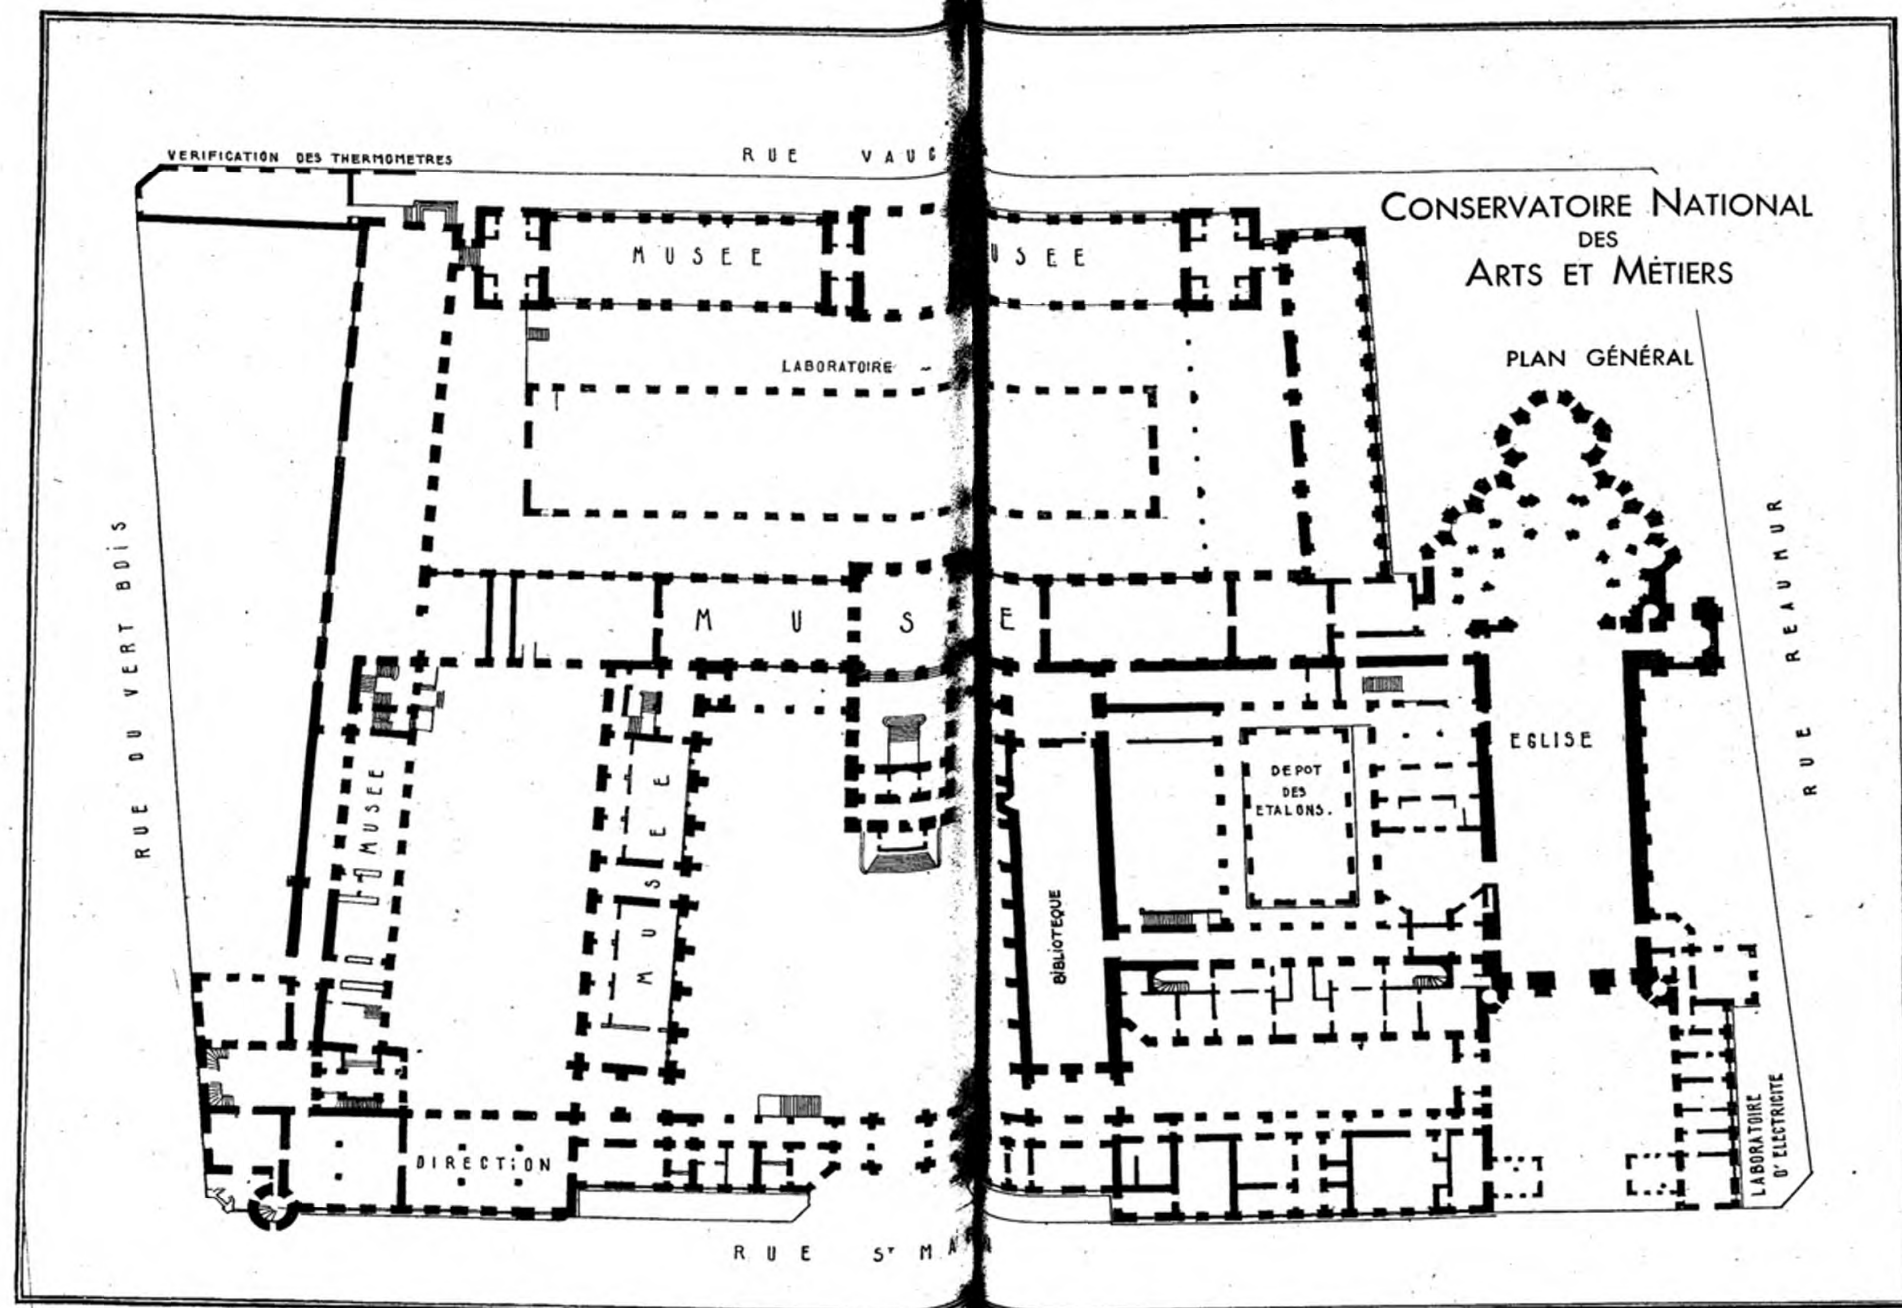 VERIFICATION DES THERMOMETRES
RUE VAUC
CONSERVATOIRE NATIONAL
DES
ARTS ET MÉTIERS
PLAN GÉNÉRAL
MUSEE
USEE
LABORATOIRE
RUE DU VERT BOIS
RUE REAUMUR
M U S E
MUSEE
MUSEE
EGLISE
DEPOT
DES
ETALONS.
BIBLIOTEQUE
DIRECTION
LABORATOIRE
D'ELECTRICITE
RUE ST MA